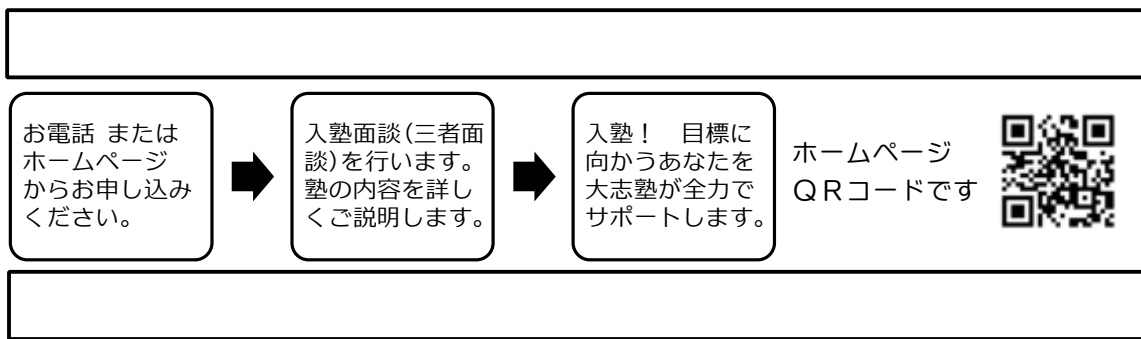 お電話 または
ホームページ
からお申し込み
ください。
入塾面談(三者面
談)を行います。
塾の内容を詳し
くご説明します。
入塾！　目標に
向かうあなたを
大志塾が全力で
サポートします。
ホームページ
ＱＲコードです